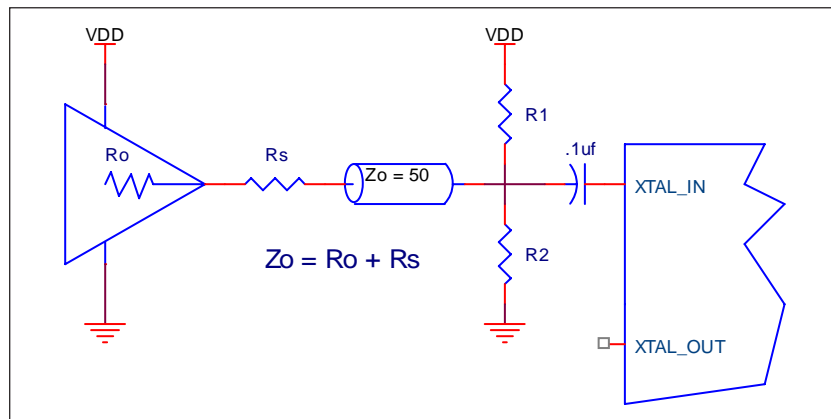 VDD
VDD
R1
.1uf
Ro
Rs
Zo = 50
XTAL_IN
R2
Zo = Ro + Rs
XTAL_OUT